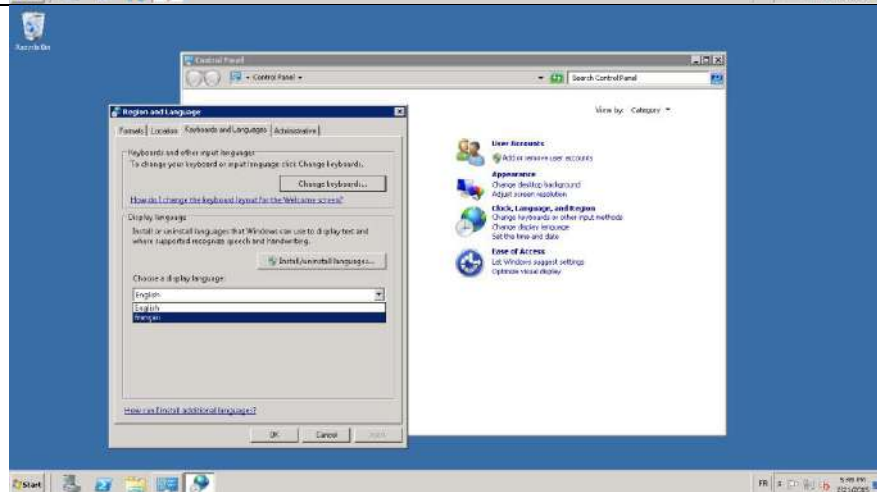 Recycle Bin
Control Panel
Control Panel
Search Control Panel
View by: Category
Region and Language
Formats Location Keyboards and Languages Administrative
Keyboards and other input languages
To change your keyboard or input language click Change keyboards.
Change keyboards...
How do I change the keyboard layout for the Welcome screen?
Display language
Install or uninstall languages that Windows can use to display text and
where supported recognize speech and handwriting.
Install/uninstall languages...
Choose a display language:
English
English
français
How can I install additional languages?
OK Cancel Apply
User Accounts
Add or remove user accounts
Appearance
Change desktop background
Adjust screen resolution
Clock, Language, and Region
Change keyboards or other input methods
Change display language
Set the time and date
Ease of Access
Let Windows suggest settings
Optimize visual display
Start
FR